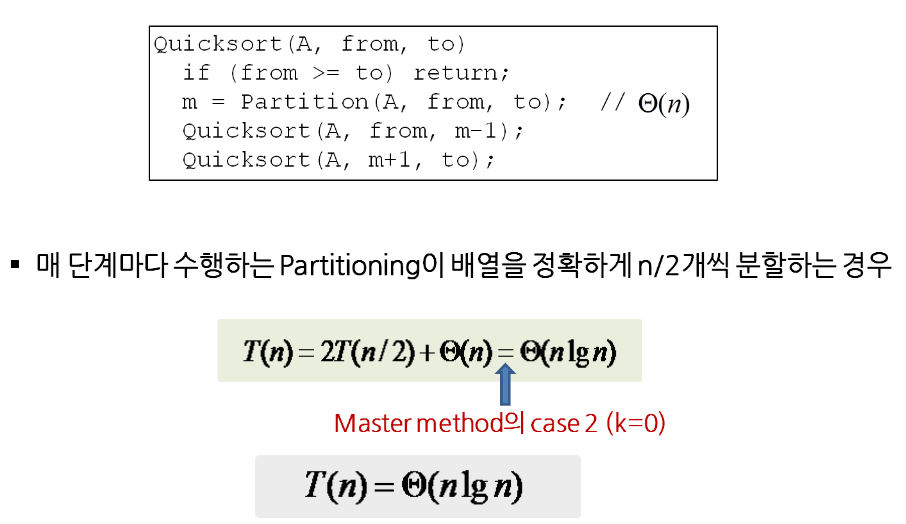 Quicksort(A, from, to)
if (from >= to) return;
m = Partition(A, from, to); // Θ(n)
Quicksort(A, from, m-1);
Quicksort(A, m+1, to);
▪ 매 단계마다 수행하는 Partitioning이 배열을 정확하게 n/2개씩 분할하는 경우
T(n) = 2T(n/2) + Θ(n) = Θ(n lg n)
Master method의 case 2 (k=0)
T(n) = Θ(n lg n)